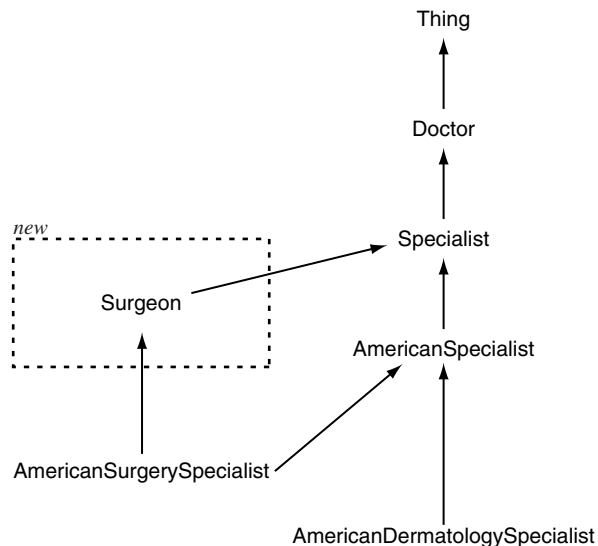 Thing
Doctor
new
Specialist
Surgeon
AmericanSpecialist
AmericanSurgerySpecialist
AmericanDermatologySpecialist